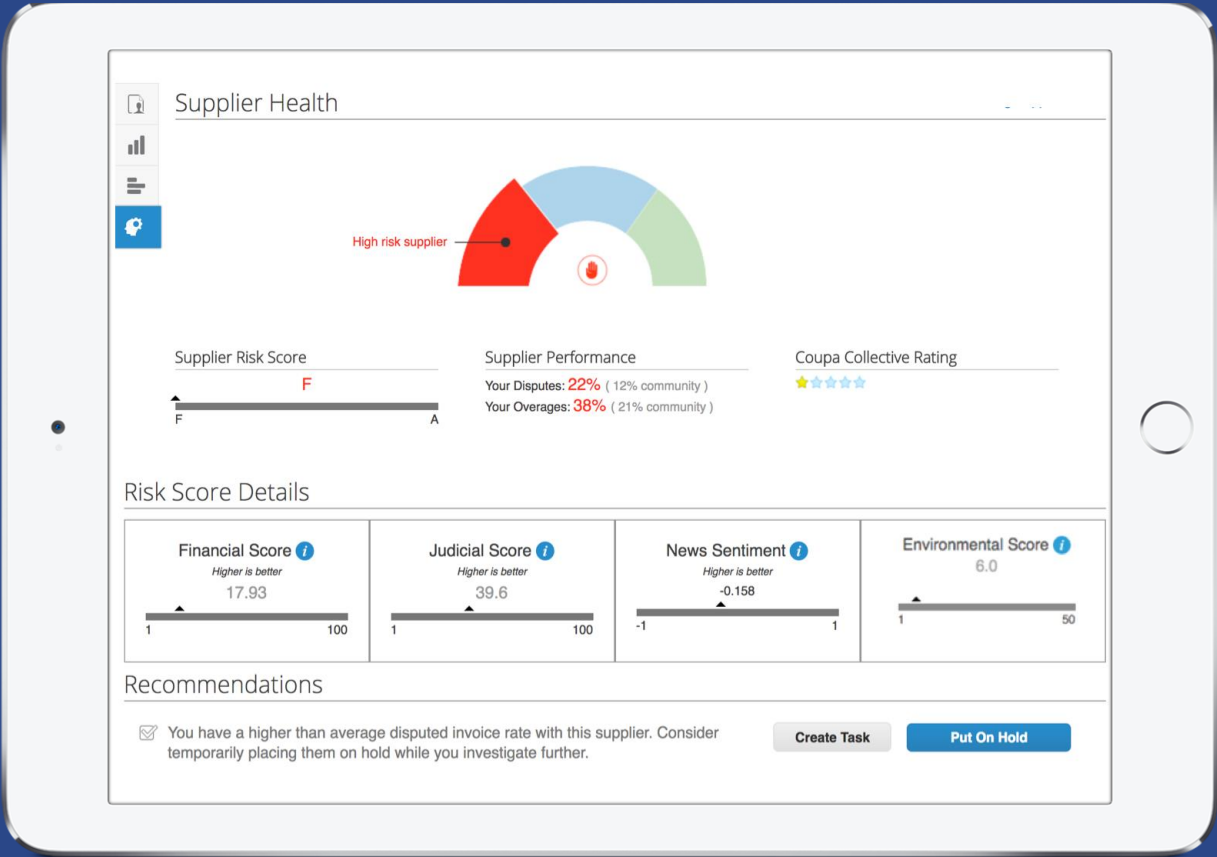 Supplier Health
High risk supplier
Supplier Risk Score
F
F
A
Supplier Performance
Your Disputes: 22% ( 12% community )
Your Overages: 38% ( 21% community )
Coupa Collective Rating
Risk Score Details
Financial Score
Higher is better
17.93
1
100
Judicial Score
Higher is better
39.6
1
100
News Sentiment
Higher is better
-0.158
-1
1
Environmental Score
6.0
1
50
Recommendations
You have a higher than average disputed invoice rate with this supplier. Consider
temporarily placing them on hold while you investigate further.
Create Task
Put On Hold